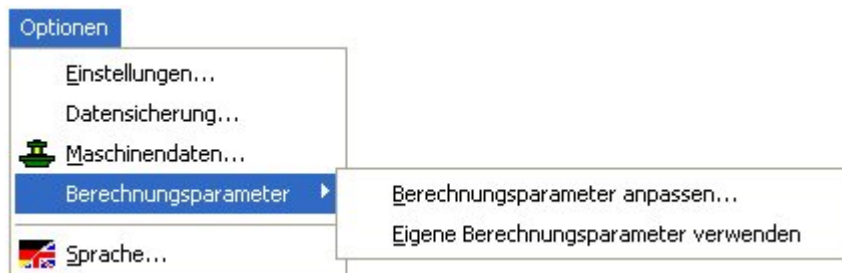 Optionen
Einstellungen...
Datensicherung...
Maschinendaten...
Berechnungsparameter
Berechnungsparameter anpassen...
Eigene Berechnungsparameter verwenden
Sprache...